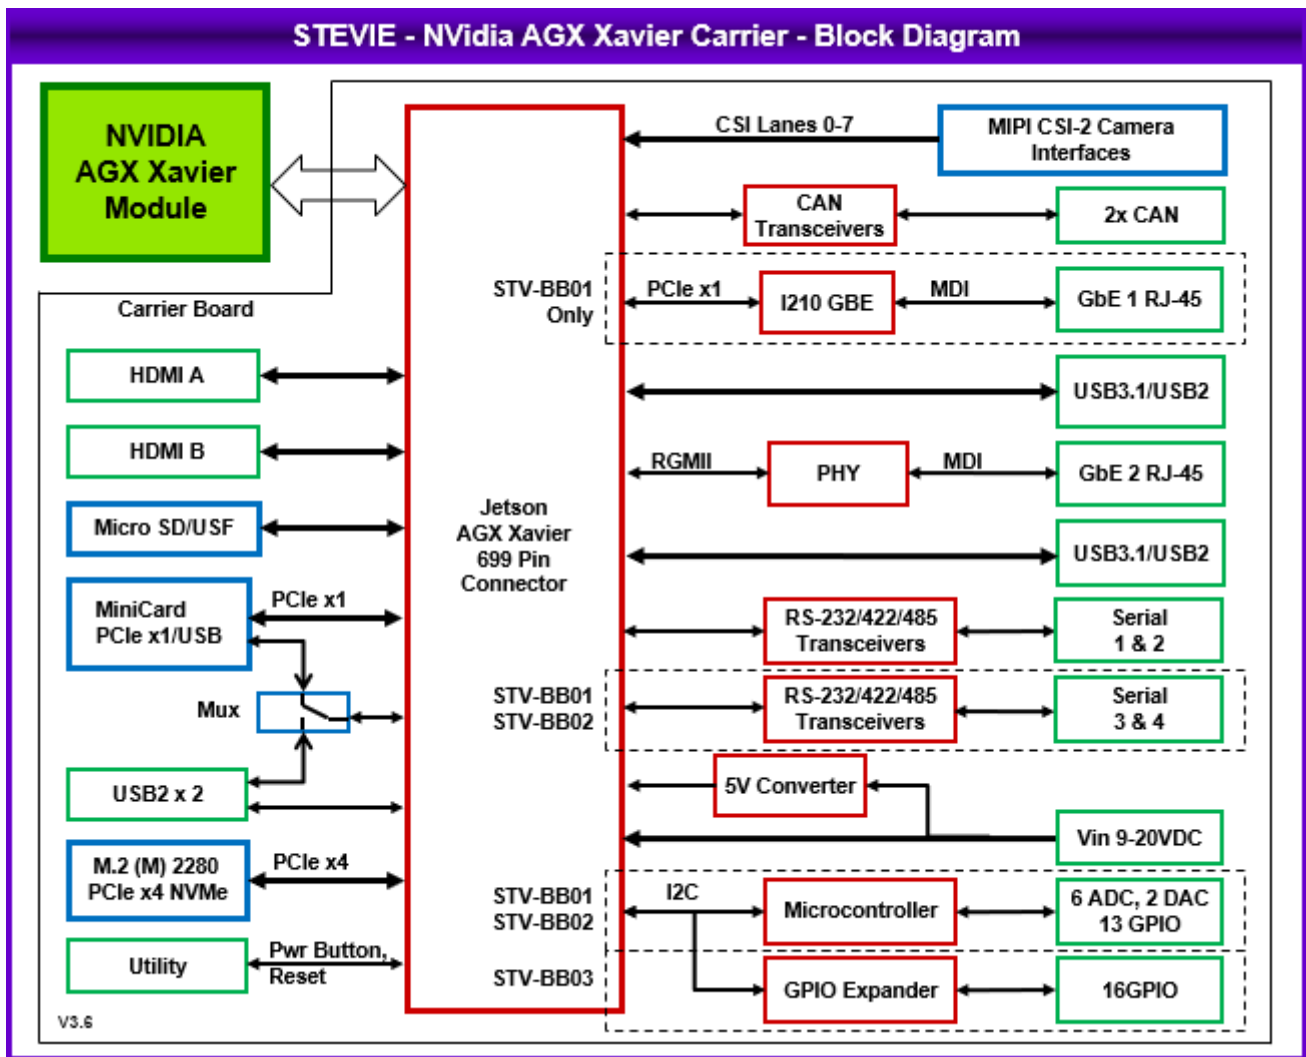 STEVIE - NVidia AGX Xavier Carrier - Block Diagram
NVIDIA
AGX Xavier
Module
Carrier Board
HDMI A
HDMI B
Micro SD/USF
MiniCard
PCIe x1/USB
PCIe x1
Mux
USB2 x 2
M.2 (M) 2280
PCIe x4 NVMe
PCIe x4
Utility
Pwr Button,
Reset
V3.6
Jetson
AGX Xavier
699 Pin
Connector
STV-BB01
Only
STV-BB01
STV-BB02
STV-BB01
STV-BB02
STV-BB03
CSI Lanes 0-7
MIPI CSI-2 Camera
Interfaces
CAN
Transceivers
2x CAN
PCIe x1
I210 GBE
MDI
GbE 1 RJ-45
USB3.1/USB2
RGMII
PHY
MDI
GbE 2 RJ-45
USB3.1/USB2
RS-232/422/485
Transceivers
Serial
1 & 2
RS-232/422/485
Transceivers
Serial
3 & 4
5V Converter
Vin 9-20VDC
I2C
Microcontroller
6 ADC, 2 DAC
13 GPIO
GPIO Expander
16GPIO